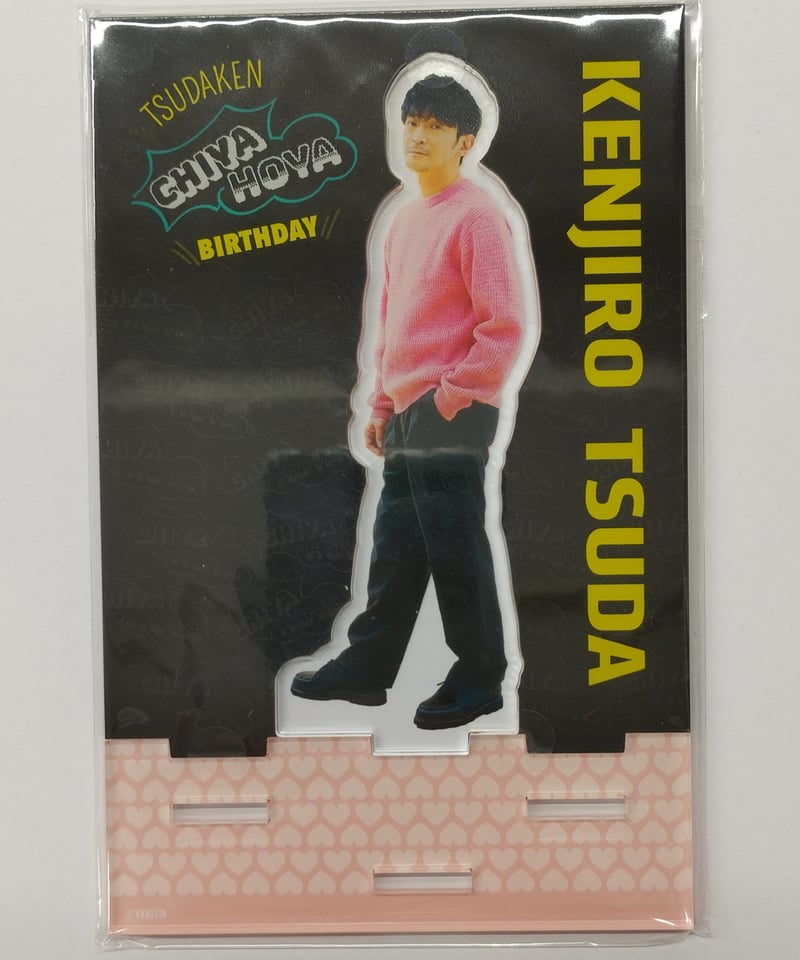 TSUDAKEN
CHIYA
HOYA
BIRTHDAY
KENJIRO TSUDA